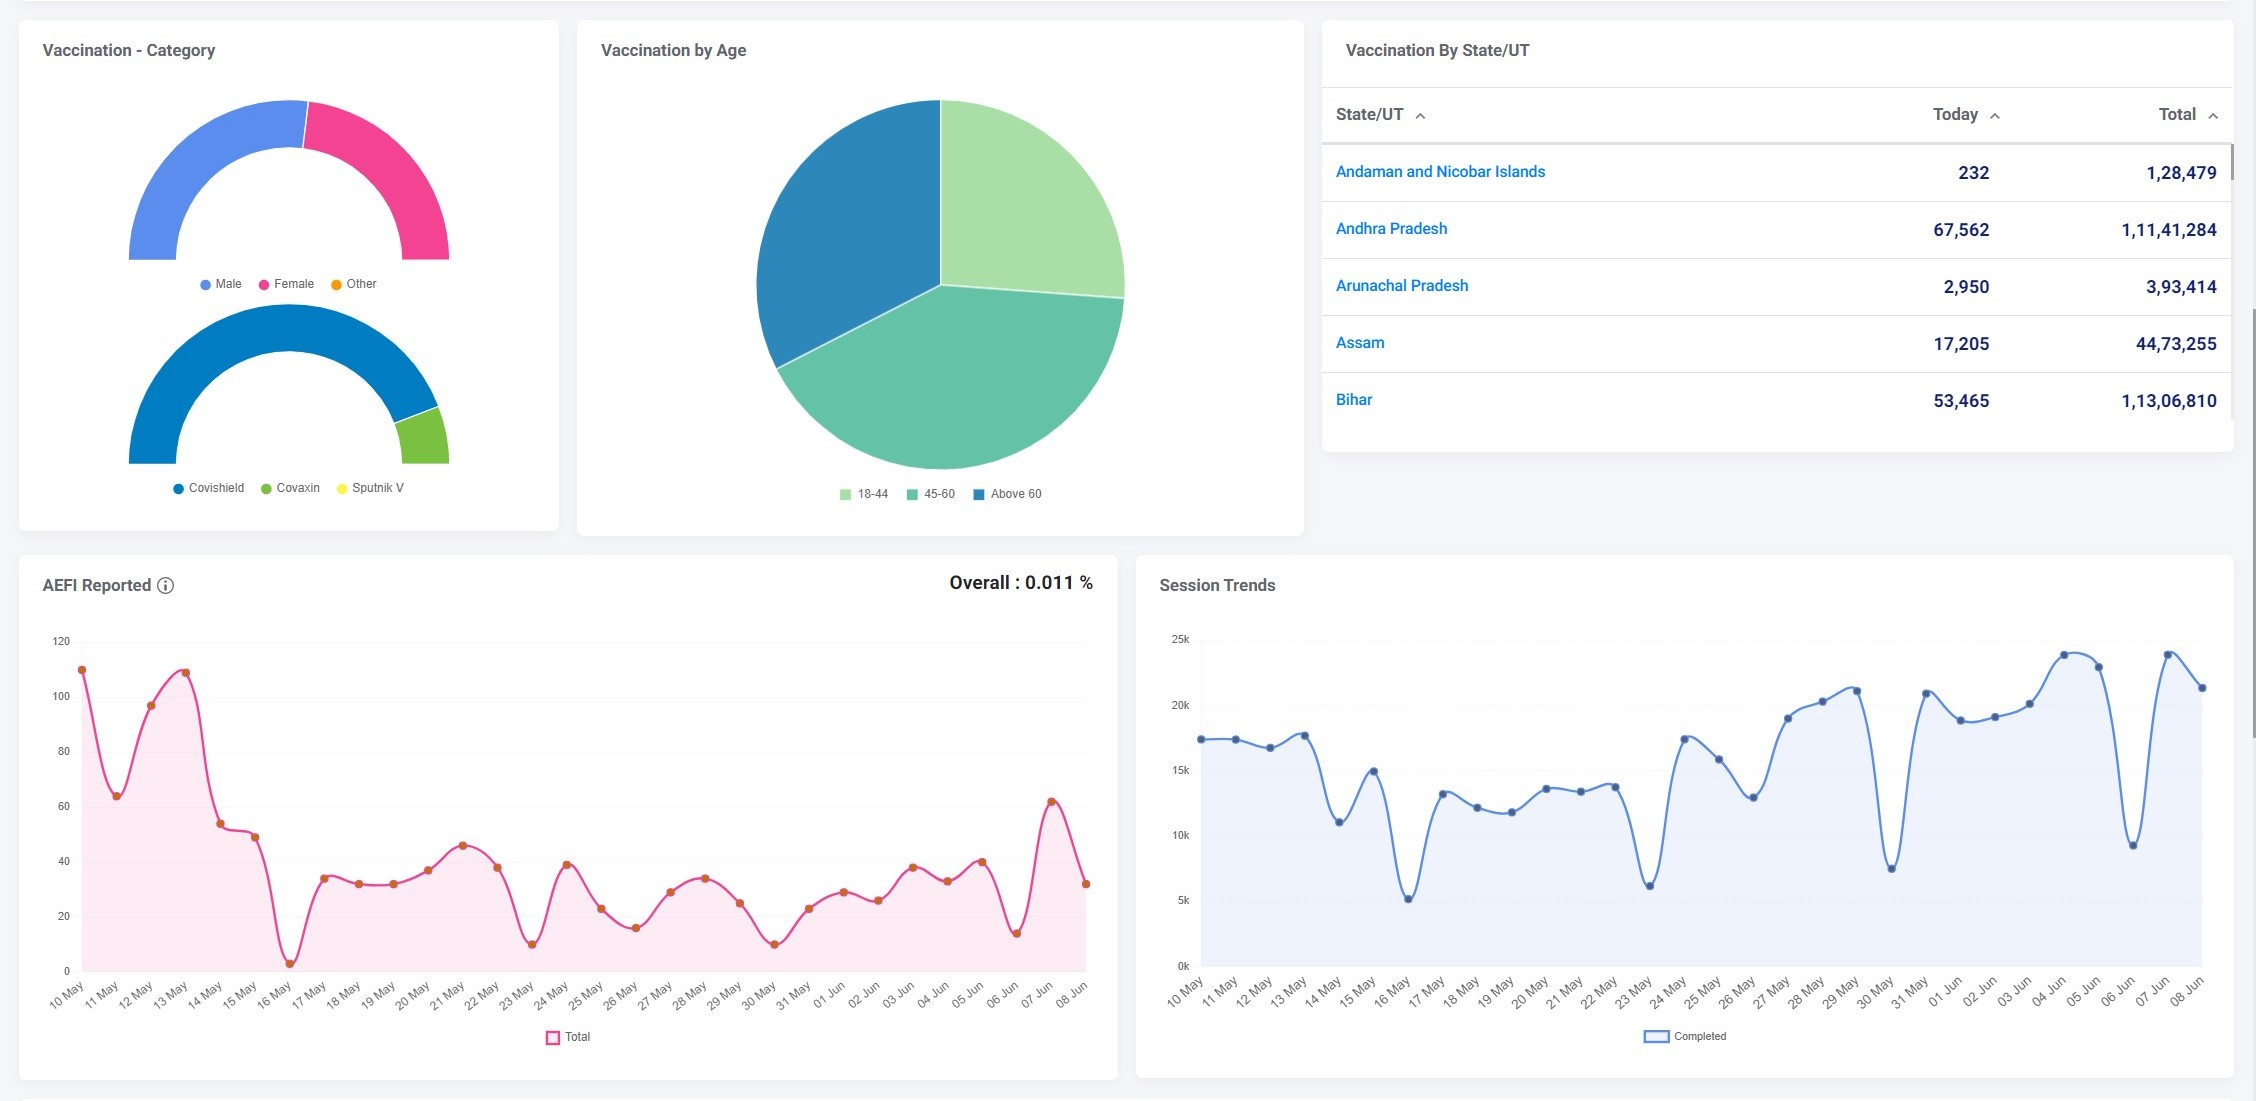 Vaccination - Category
Male Female Other
Covishield Covaxin Sputnik V
Vaccination by Age
18-44 45-60 Above 60
Vaccination By State/UT
State/UT Today Total
Andaman and Nicobar Islands 232 1,28,479
Andhra Pradesh 67,562 1,11,41,284
Arunachal Pradesh 2,950 3,93,414
Assam 17,205 44,73,255
Bihar 53,465 1,13,06,810
AEFI Reported
Overall : 0.011 %
120
100
80
60
40
20
0
10 May 11 May 12 May 13 May 14 May 15 May 16 May 17 May 18 May 19 May 20 May 21 May 22 May 23 May 24 May 25 May 26 May 27 May 28 May 29 May 30 May 31 May 01 Jun 02 Jun 03 Jun 04 Jun 05 Jun 06 Jun 07 Jun 08 Jun
Total
Session Trends
25k
20k
15k
10k
5k
0k
10 May 11 May 12 May 13 May 14 May 15 May 16 May 17 May 18 May 19 May 20 May 21 May 22 May 23 May 24 May 25 May 26 May 27 May 28 May 29 May 30 May 31 May 01 Jun 02 Jun 03 Jun 04 Jun 05 Jun 06 Jun 07 Jun 08 Jun
Completed